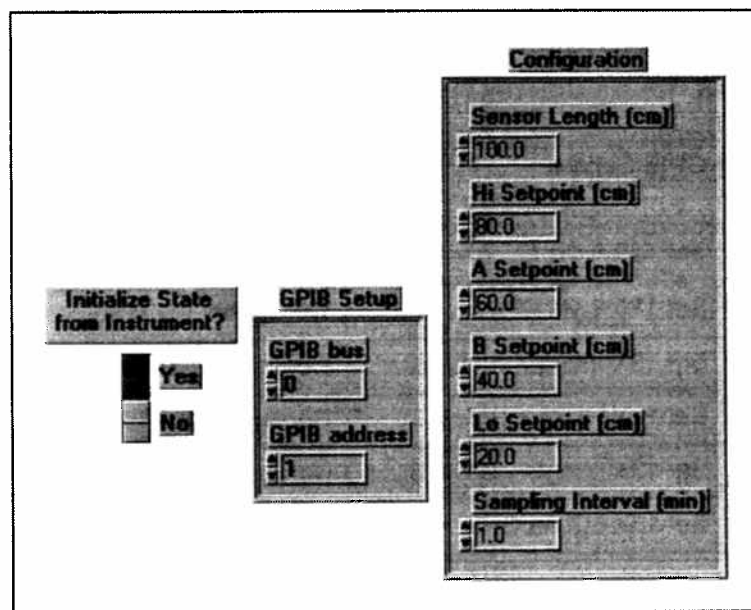 Configuration
Sensor Length (cm)
100.0
Hi Setpoint (cm)
80.0
A Setpoint (cm)
60.0
B Setpoint (cm)
40.0
Lo Setpoint (cm)
20.0
Sampling Interval (min)
1.0
Initialize State
from Instrument?
Yes
No
GPIB Setup
GPIB bus
0
GPIB address
1